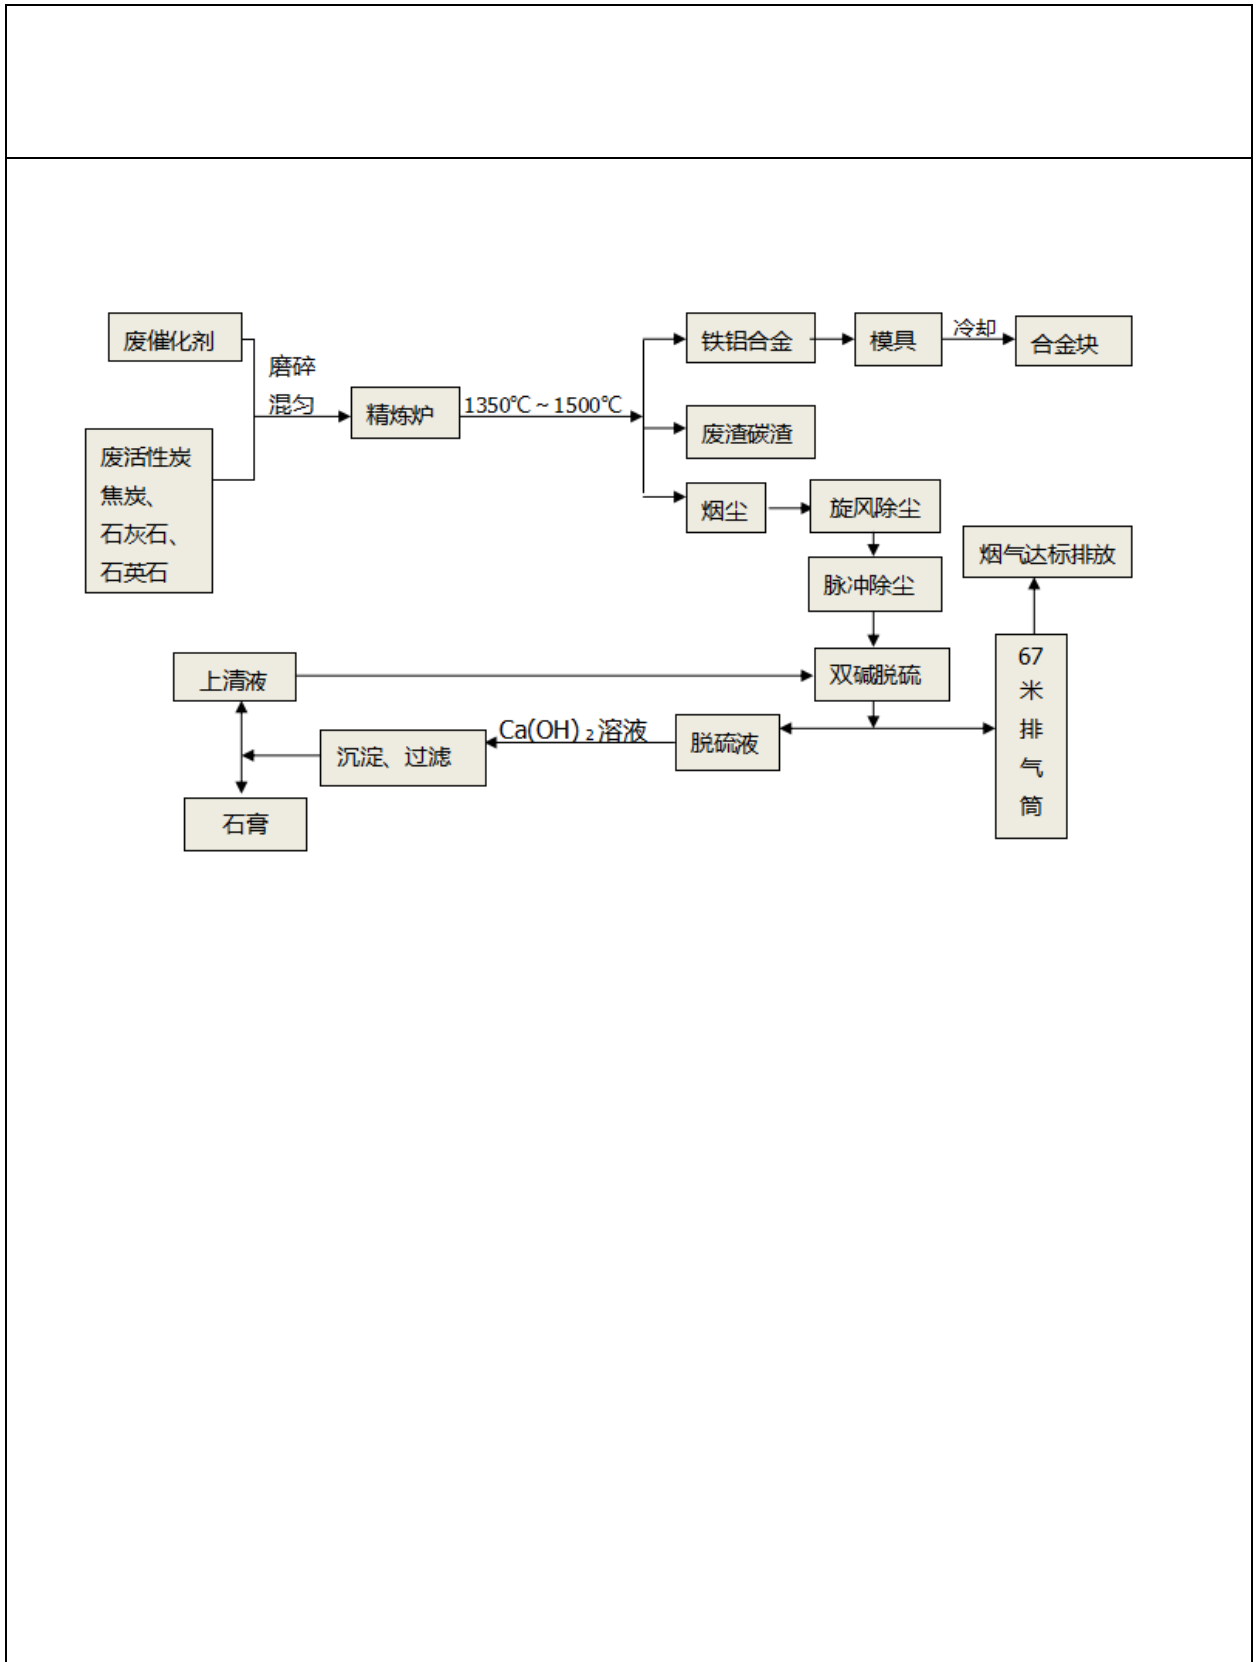 废催化剂
磨碎
混匀
废活性炭
焦炭、
石灰石、
石英石
精炼炉
1350℃~1500℃
铁铝合金
模具
冷却
合金块
废渣碳渣
烟尘
旋风除尘
脉冲除尘
双碱脱硫
烟气达标排放
67
米
排
气
筒
脱硫液
Ca(OH) 2 溶液
沉淀、过滤
上清液
石膏